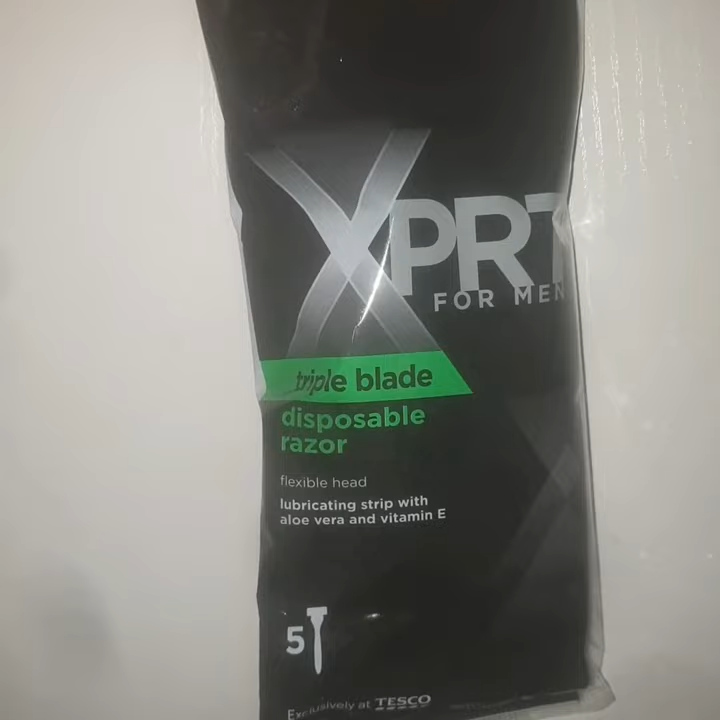 XPRT
FOR MEN
triple blade
disposable
razor
flexible head
lubricating strip with
aloe vera and vitamin E
5
Exclusively at TESCO